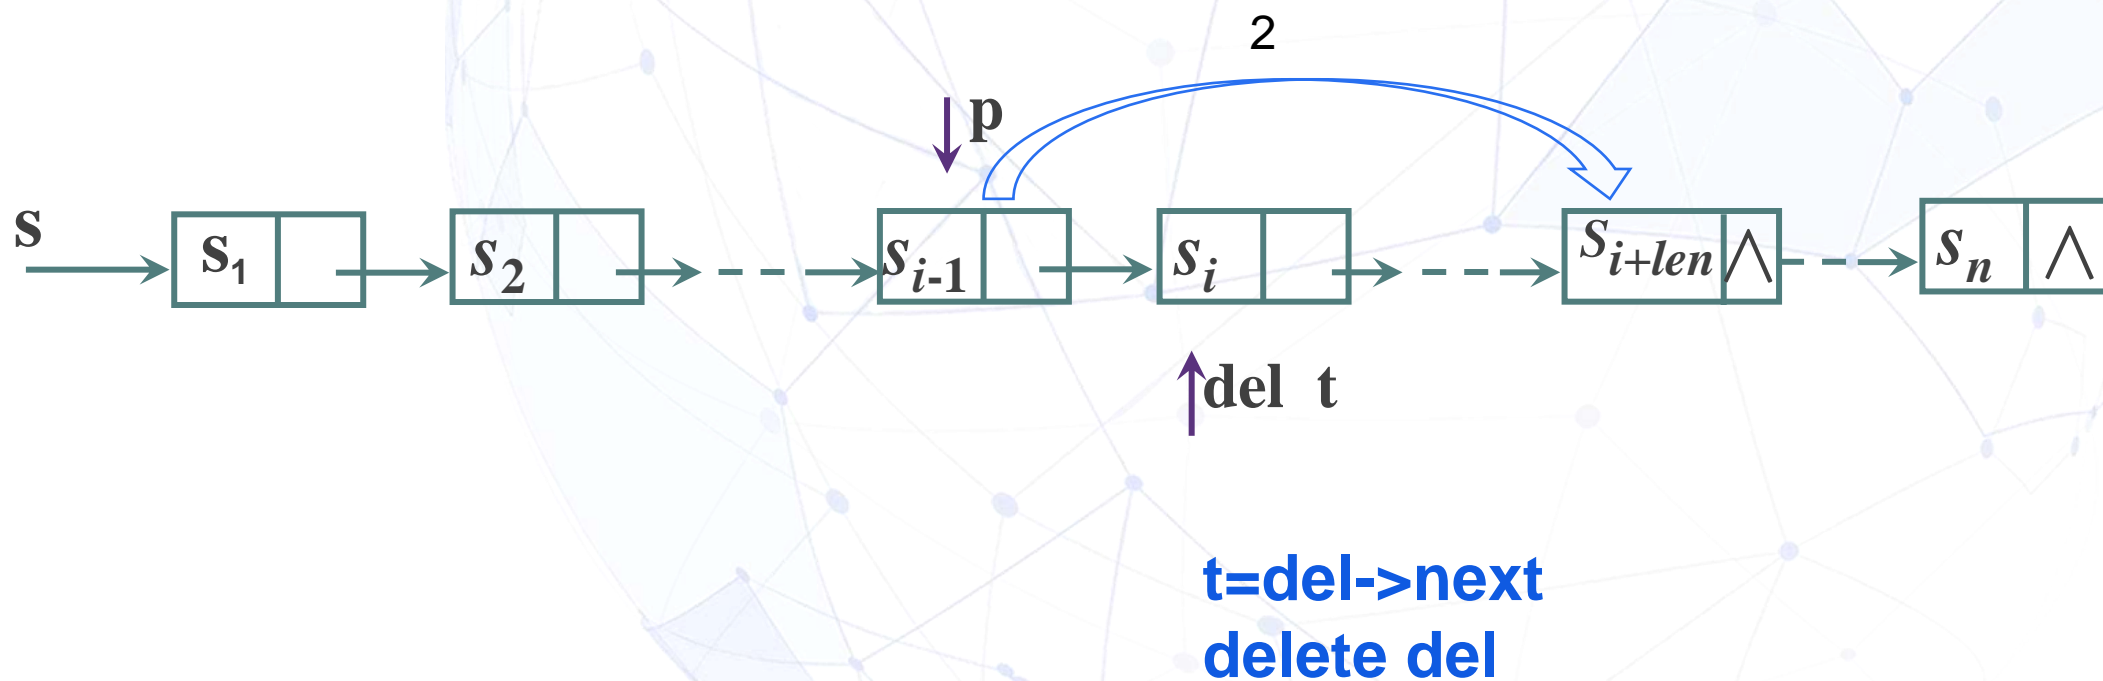 2
p
s
s₁
s₂
sᵢ₋₁
sᵢ
Sᵢ₊ₗₑₙ ∧
sₙ ∧
del t
t=del->next
delete del